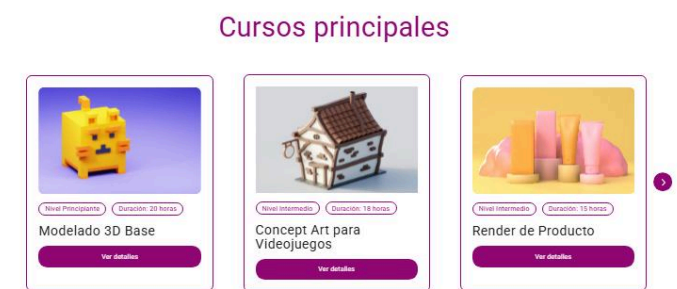 Cursos principales
Nivel Principiante
Duración: 20 horas
Modelado 3D Base
Ver detalles
Nivel Intermedio
Duración: 18 horas
Concept Art para
Videojuegos
Ver detalles
Nivel Intermedio
Duración: 15 horas
Render de Producto
Ver detalles